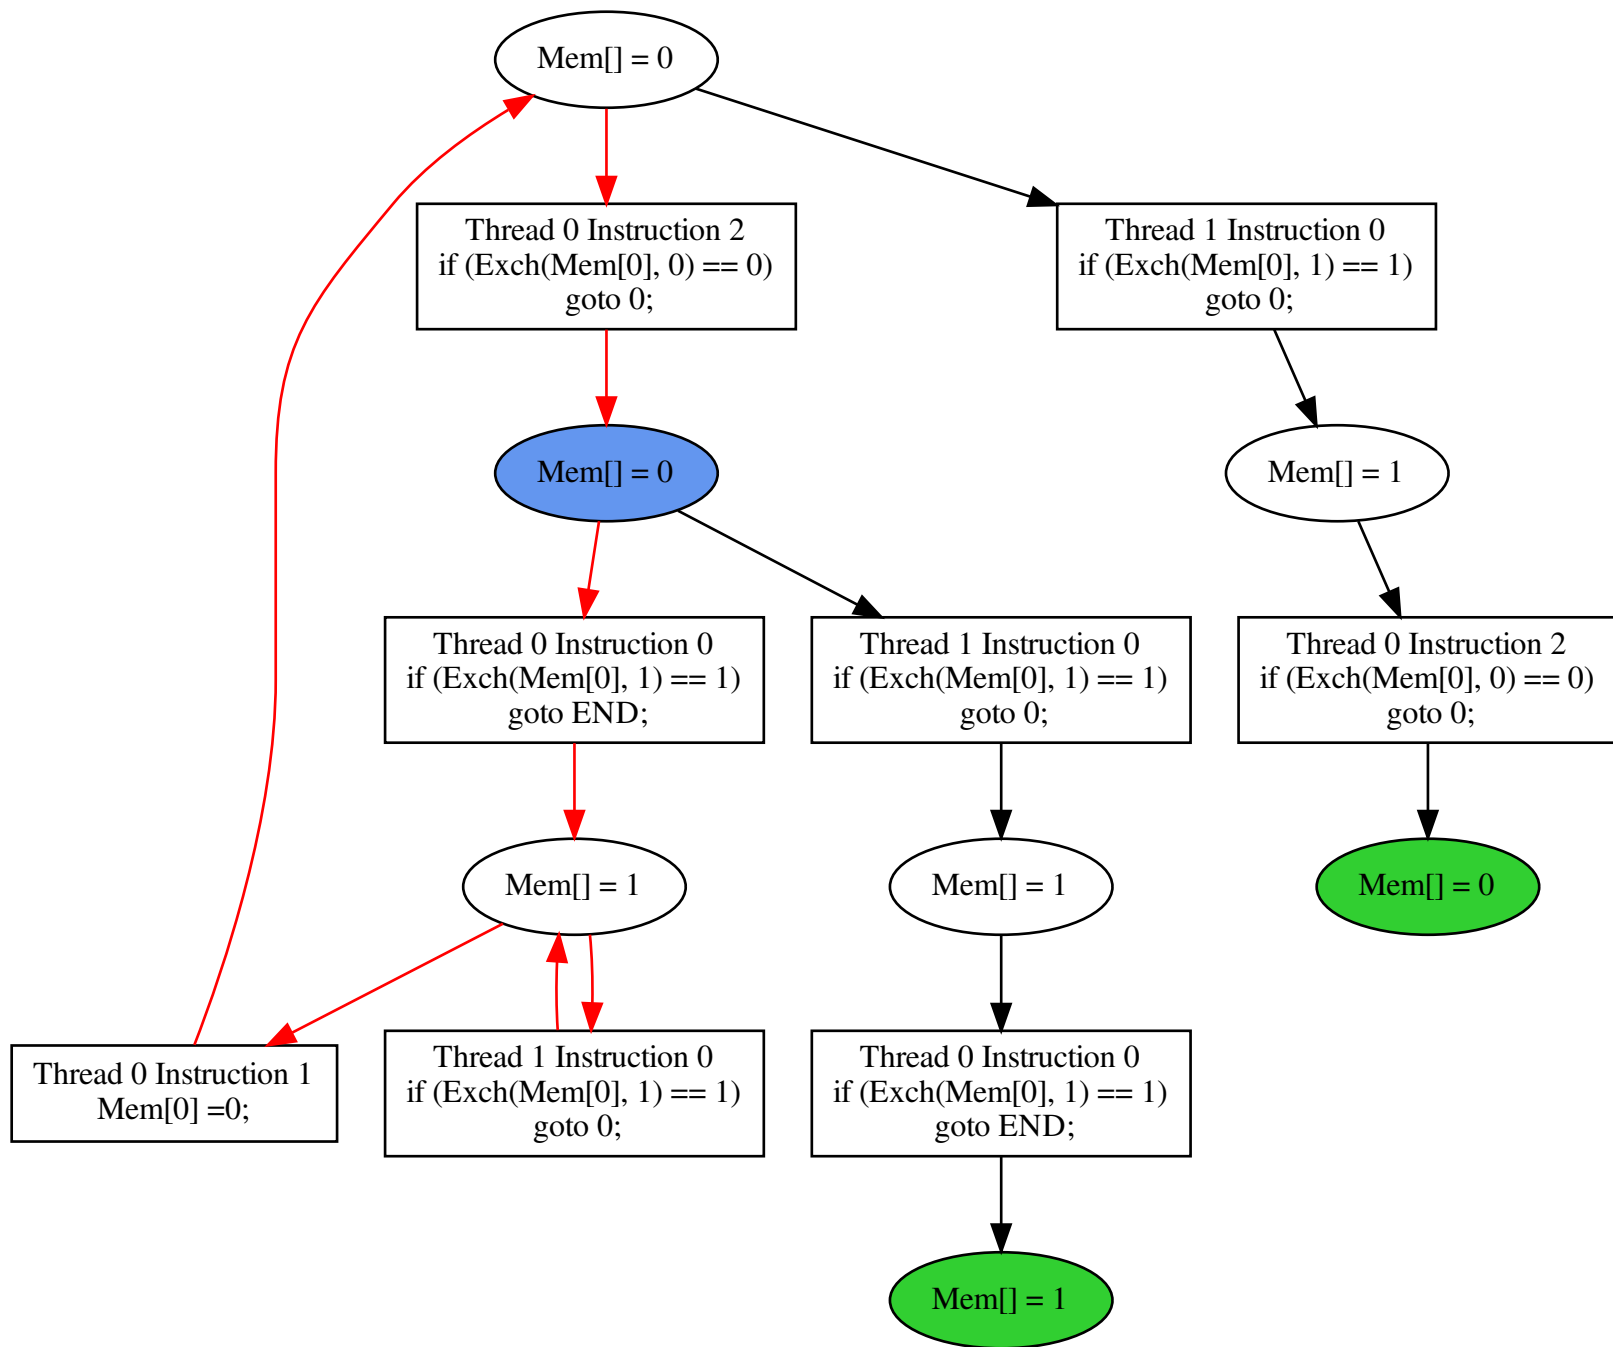 Mem[] = 0
Thread 0 Instruction 2
if (Exch(Mem[0], 0) == 0)
goto 0;
Thread 1 Instruction 0
if (Exch(Mem[0], 1) == 1)
goto 0;
Mem[] = 0
Mem[] = 1
Thread 0 Instruction 0
if (Exch(Mem[0], 1) == 1)
goto END;
Thread 1 Instruction 0
if (Exch(Mem[0], 1) == 1)
goto 0;
Thread 0 Instruction 2
if (Exch(Mem[0], 0) == 0)
goto 0;
Mem[] = 1
Mem[] = 1
Mem[] = 0
Thread 0 Instruction 1
Mem[0] =0;
Thread 1 Instruction 0
if (Exch(Mem[0], 1) == 1)
goto 0;
Thread 0 Instruction 0
if (Exch(Mem[0], 1) == 1)
goto END;
Mem[] = 1